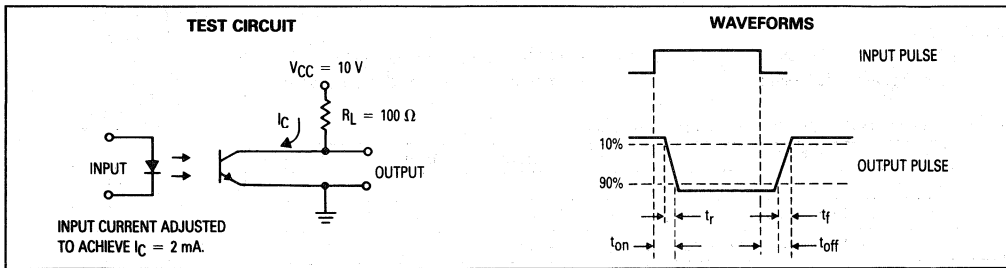 TEST CIRCUIT
VCC = 10 V
RL = 100 Ω
IC
INPUT
OUTPUT
INPUT CURRENT ADJUSTED
TO ACHIEVE IC = 2 mA.
WAVEFORMS
INPUT PULSE
10%
90%
OUTPUT PULSE
tr
tf
ton
toff